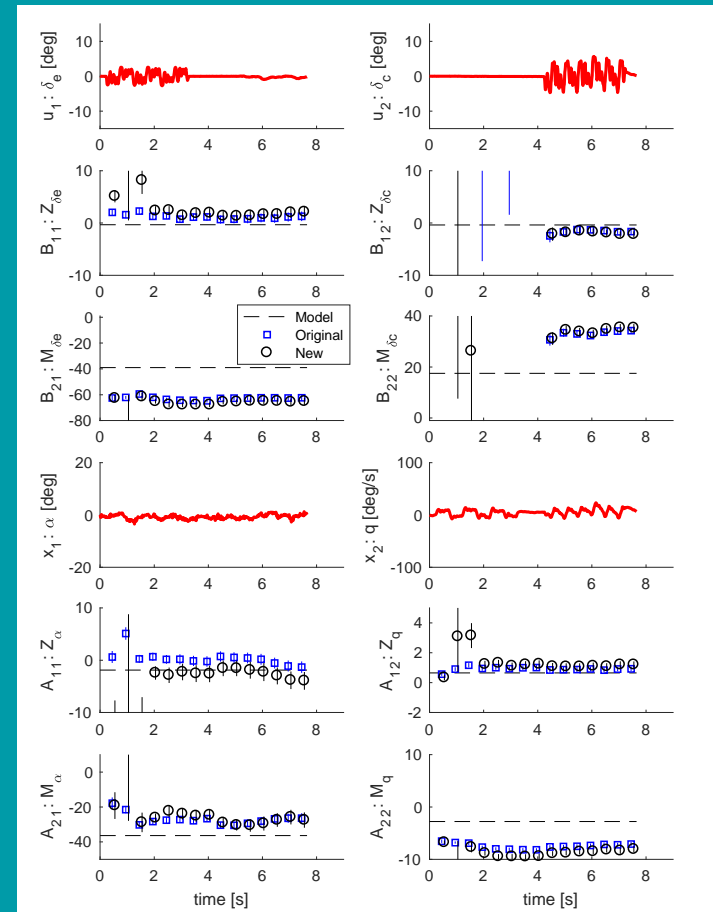 u1: δe [deg]
10
0
-10
0 2 4 6 8
u2: δc [deg]
10
0
-10
0 2 4 6 8
B11: Zδe
10
0
-10
0 2 4 6 8
B12: Zδc
10
0
-10
0 2 4 6 8
B21: Mδe
0
-20
-40
-60
-80
0 2 4 6 8
Model
Original
New
B22: Mδc
40
20
0
0 2 4 6 8
x1: α [deg]
20
0
-20
0 2 4 6 8
x2: q [deg/s]
100
0
-100
0 2 4 6 8
A11: Zα
10
0
-10
0 2 4 6 8
A12: Zq
4
2
0
-2
0 2 4 6 8
A21: Mα
0
-20
-40
0 2 4 6 8
time [s]
A22: Mq
0
-10
0 2 4 6 8
time [s]